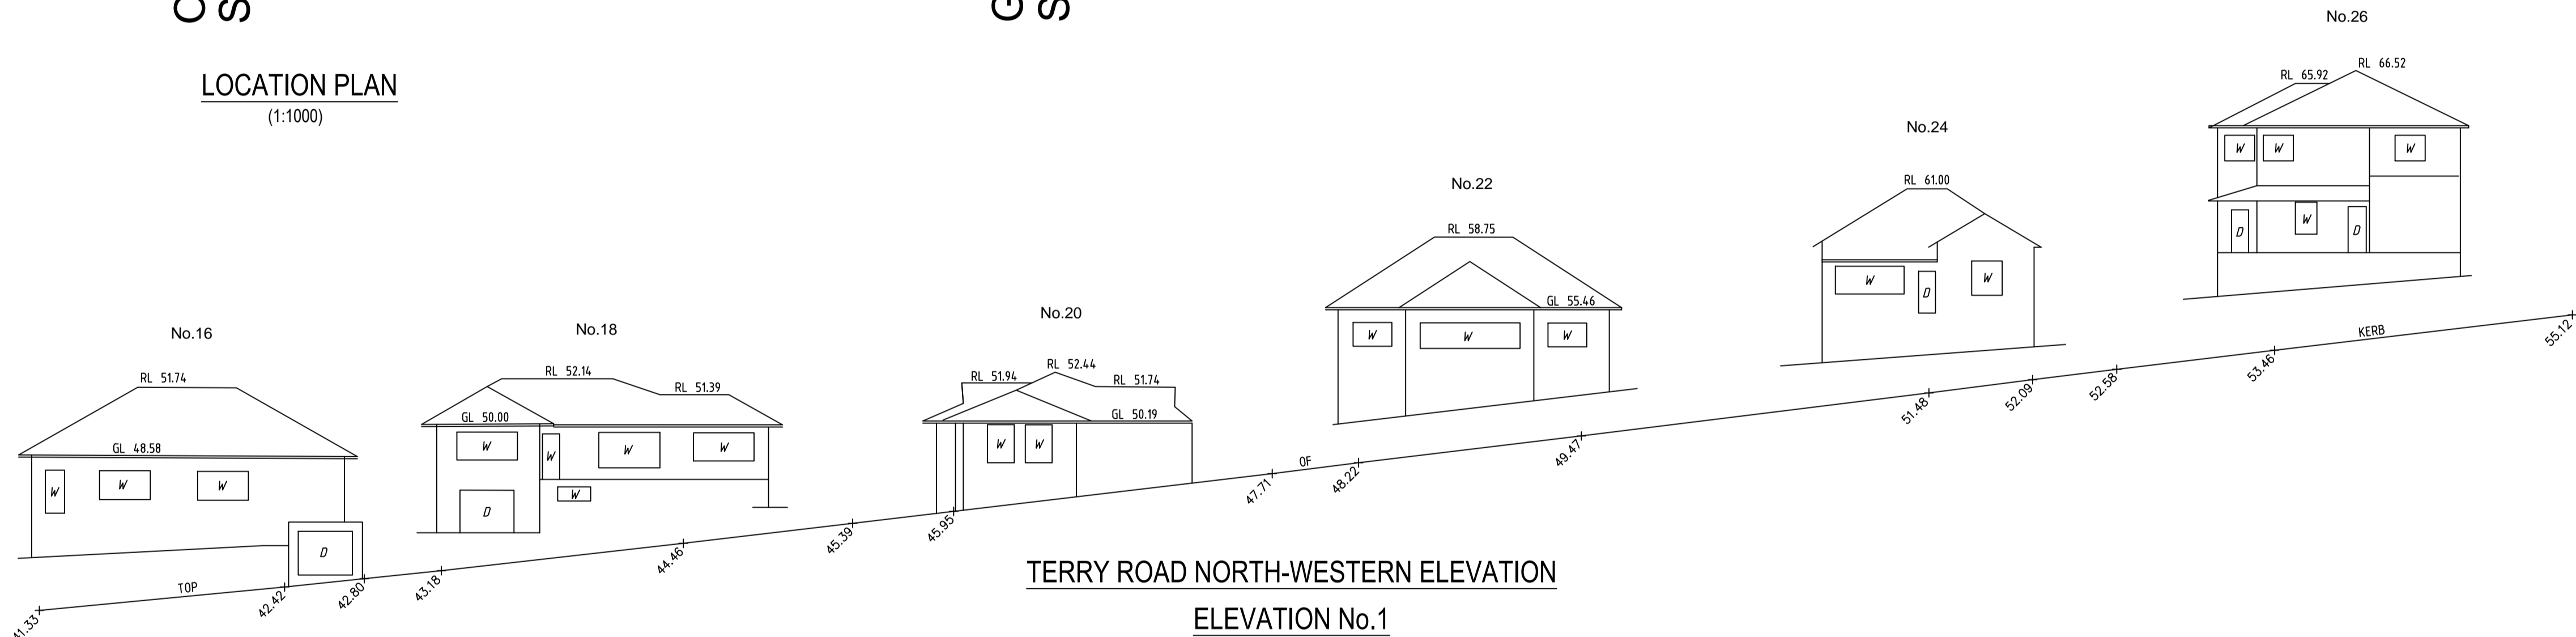 C
S
G
S
LOCATION PLAN
(1:1000)
No.16
RL 51.74
GL 48.58
W
W
W
D
No.18
RL 52.14
RL 51.39
GL 50.00
W
W
W
W
W
D
No.20
RL 51.94
RL 52.44
RL 51.74
GL 50.19
W
W
No.22
RL 58.75
GL 55.46
W
W
W
No.24
RL 61.00
W
D
W
No.26
RL 65.92
RL 66.52
W
W
W
D
W
D
TOP
OF
KERB
41.33
42.42
42.80
43.18
44.46
45.39
45.95
47.71
48.22
49.47
51.48
52.09
52.58
53.46
55.12
TERRY ROAD NORTH-WESTERN ELEVATION
ELEVATION No.1